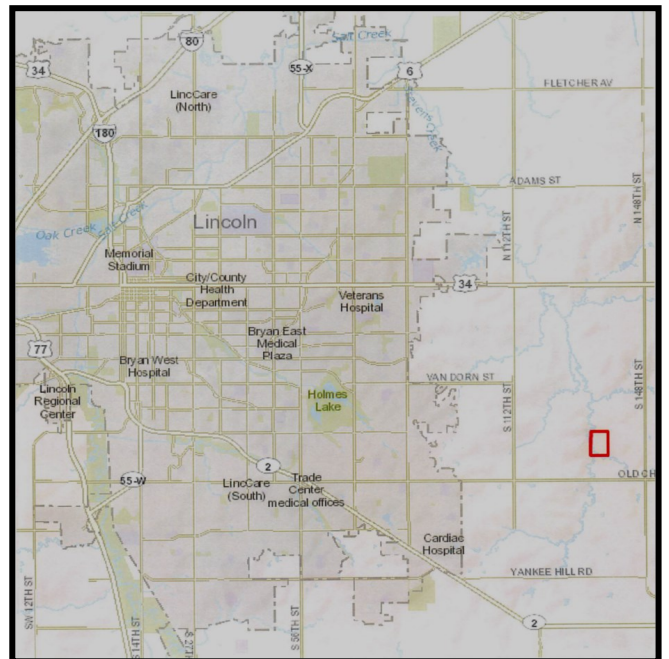 Salt Creek
80
34
55-X
6
FLETCHER AV
LincCare
(North)
Stevens Creek
180
ADAMS ST
N 148TH ST
Lincoln
Oak Creek
Salt Creek
N 112TH ST
Memorial
Stadium
City/County
Health
Department
34
Veterans
Hospital
77
Bryan East
Medical
Plaza
Bryan West
Hospital
VAN DORN ST
S 148TH ST
Lincoln
Regional
Center
Holmes
Lake
S 112TH ST
2
OLD CH
55-W
LincCare
(South)
Trade
Center
medical offices
Cardiac
Hospital
YANKEE HILL RD
SW 12TH ST
S 14TH ST
S 27TH
S 56TH ST
2